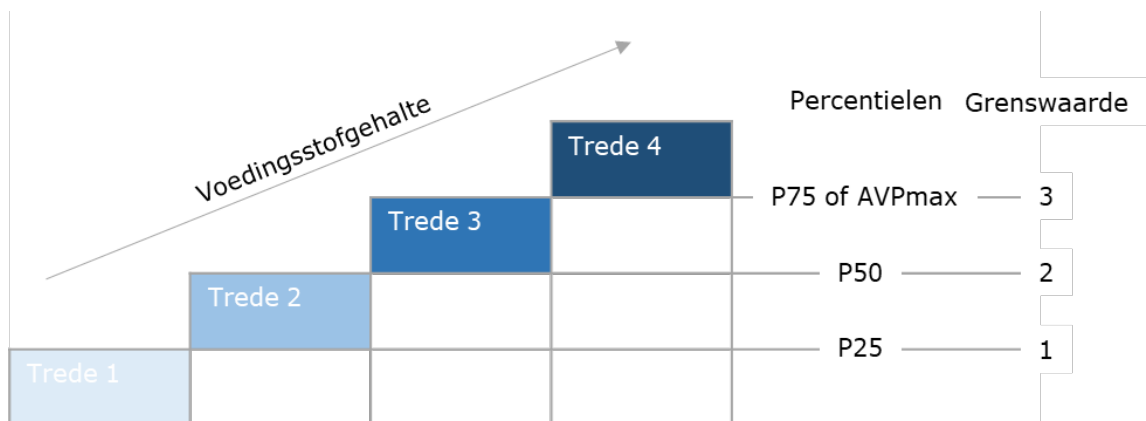 Voedingsstofgehalte
Percentielen Grenswaarde
Trede 4
P75 of AVPmax 3
Trede 3
P50 2
Trede 2
P25 1
Trede 1